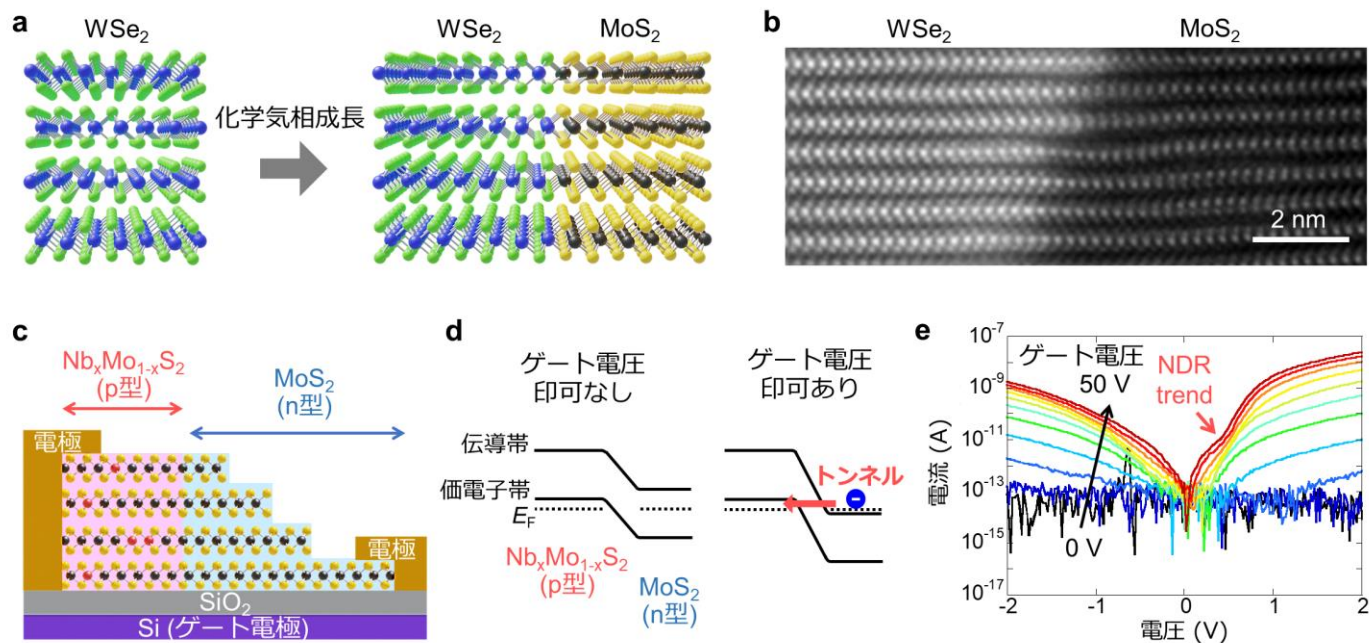 a
WSe2
WSe2
MoS2
化学気相成長
b
WSe2
MoS2
2 nm
c
NbxMo1-xS2
(p型)
MoS2
(n型)
電極
電極
SiO2
Si (ゲート電極)
d
ゲート電圧
印可なし
ゲート電圧
印可あり
伝導帯
価電子帯
EF
トンネル
-
NbxMo1-xS2
(p型)
MoS2
(n型)
e
10-7
10-9
10-11
10-13
10-15
10-17
電流 (A)
ゲート電圧
50 V
NDR
trend
0 V
-2
-1
0
1
2
電圧 (V)